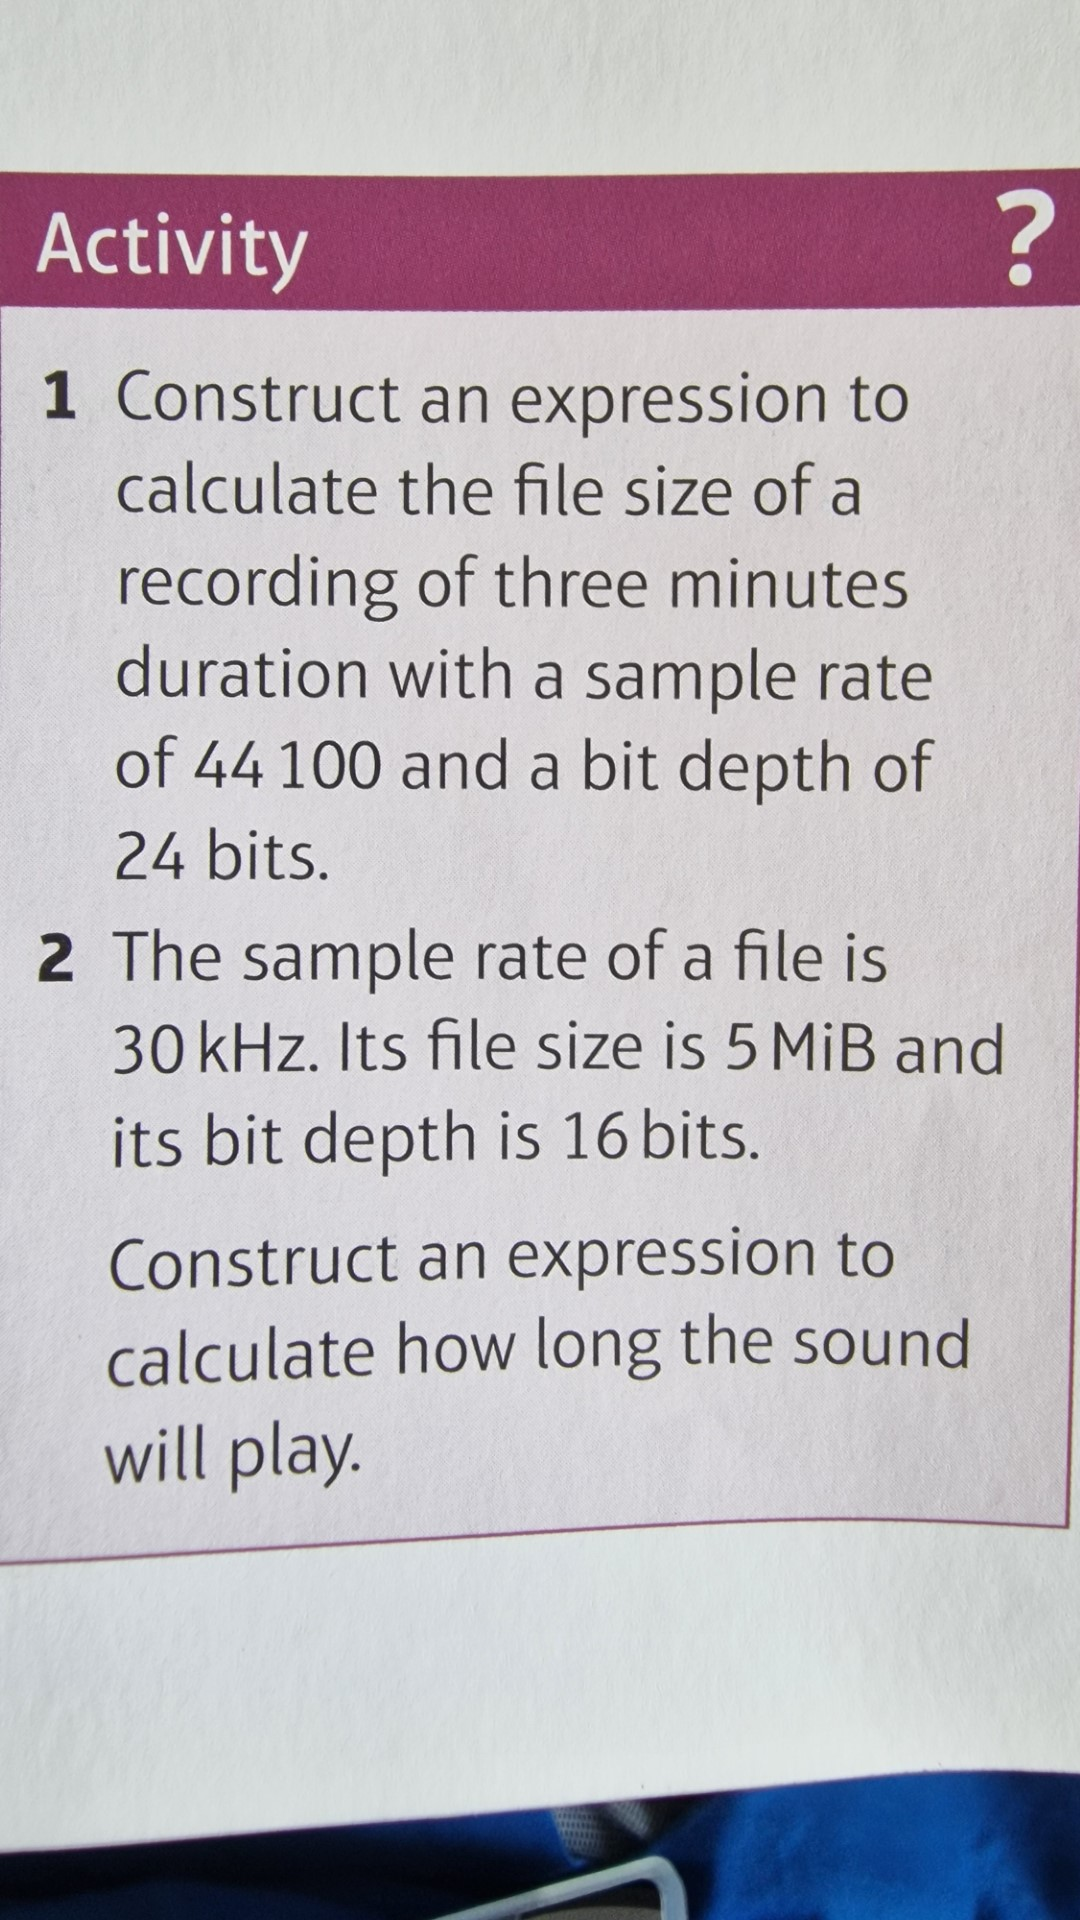 Activity ?
1 Construct an expression to
calculate the file size of a
recording of three minutes
duration with a sample rate
of 44 100 and a bit depth of
24 bits.
2 The sample rate of a file is
30 kHz. Its file size is 5 MiB and
its bit depth is 16 bits.
Construct an expression to
calculate how long the sound
will play.